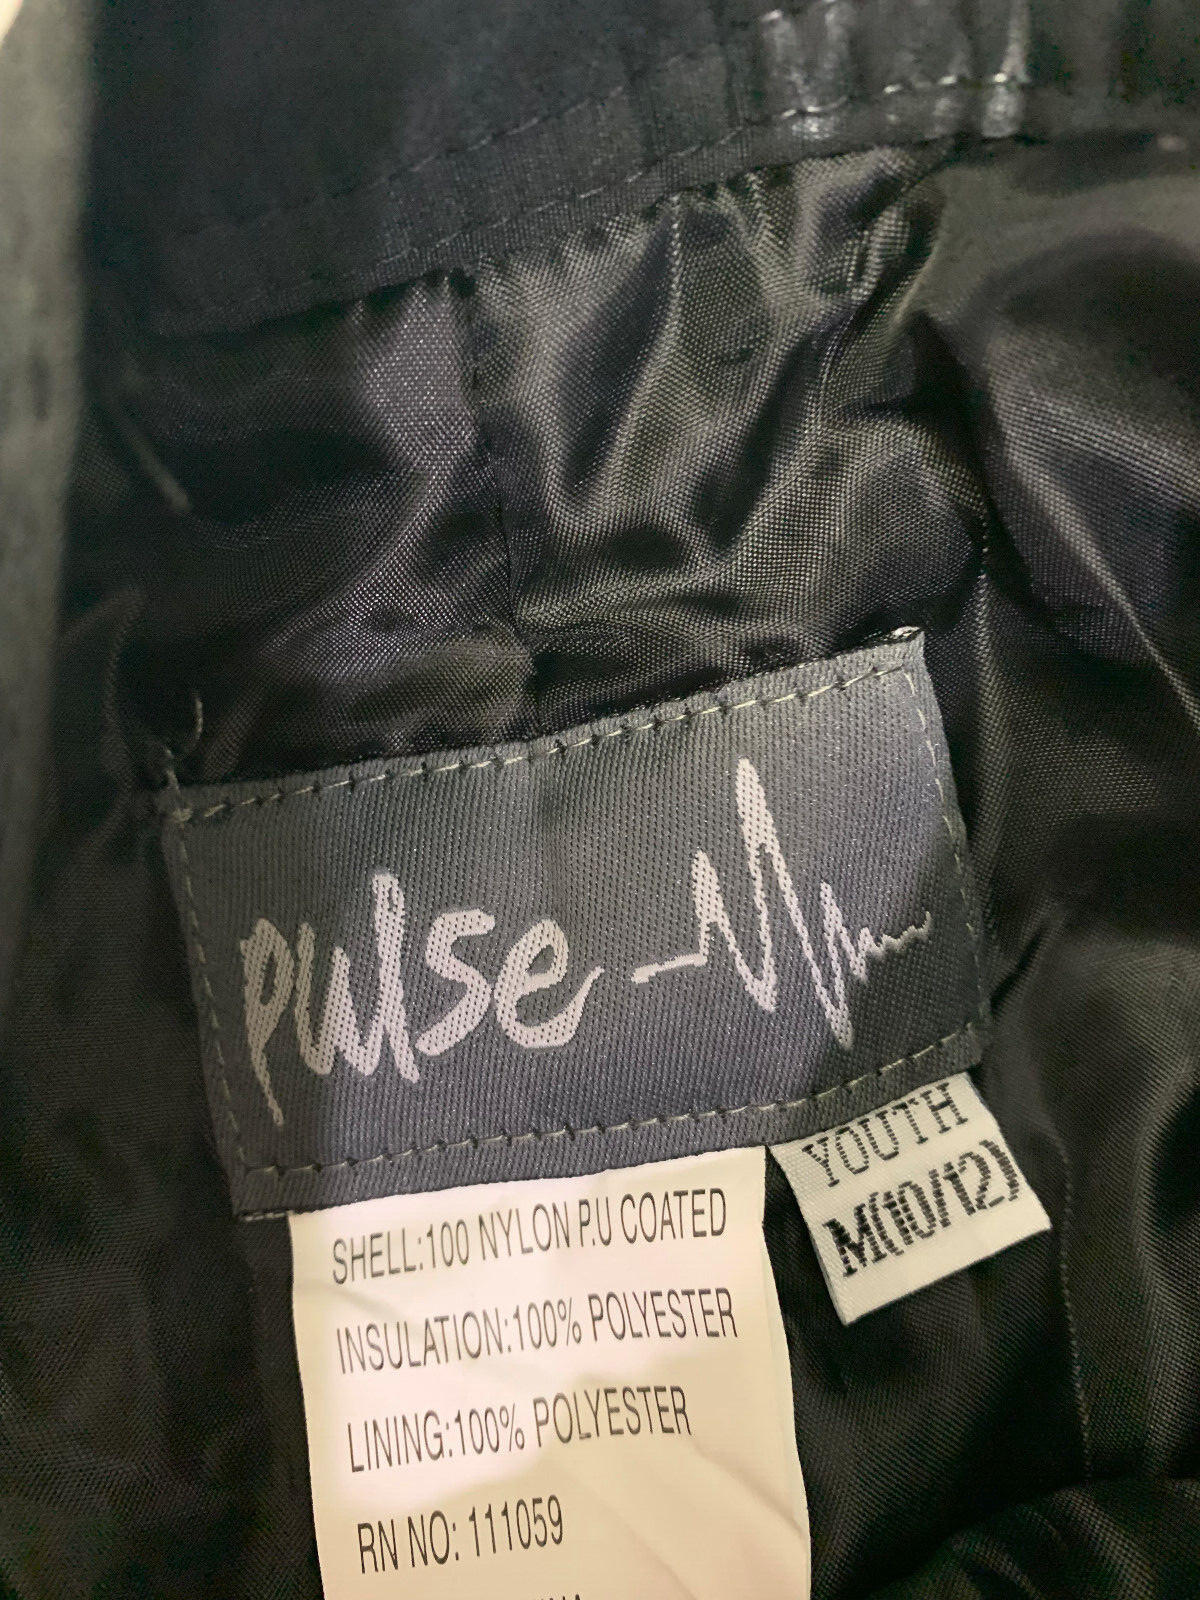 pulse
YOUTH
M(10/12)
SHELL:100 NYLON P.U COATED
INSULATION:100% POLYESTER
LINING:100% POLYESTER
RN NO: 111059